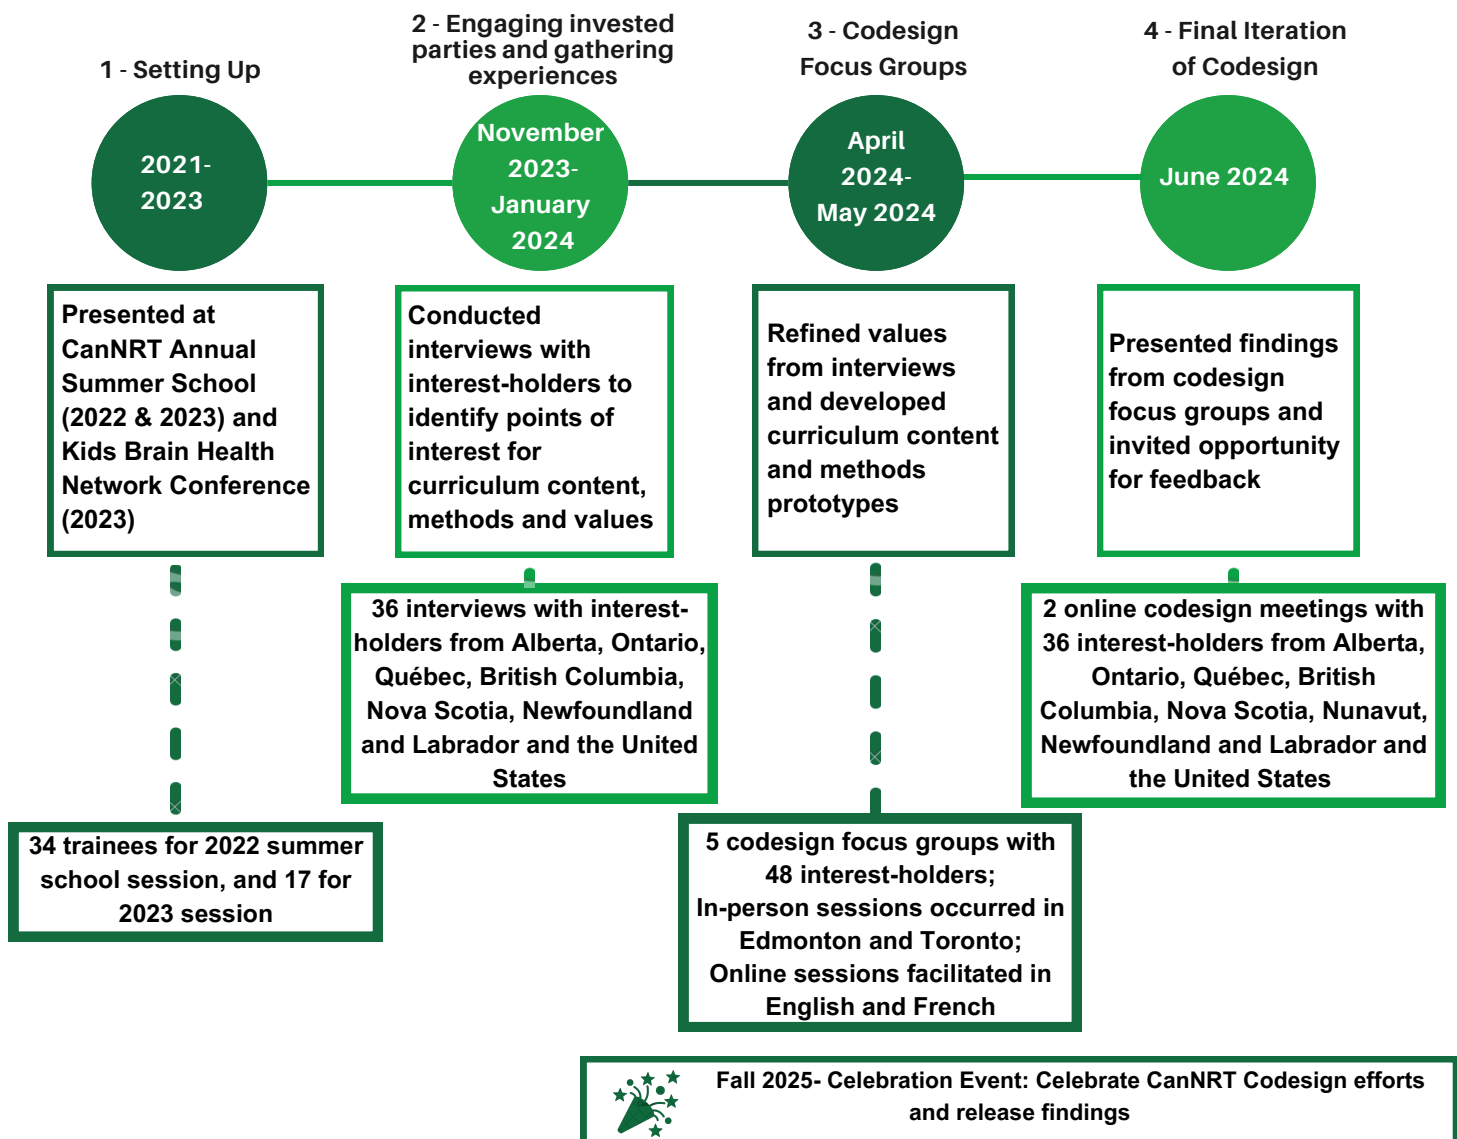 1 - Setting Up
2021-
2023
Presented at
CanNRT Annual
Summer School
(2022 & 2023) and
Kids Brain Health
Network Conference
(2023)
34 trainees for 2022 summer
school session, and 17 for
2023 session
2 - Engaging invested
parties and gathering
experiences
November
2023-
January
2024
Conducted
interviews with
interest-holders to
identify points of
interest for
curriculum content,
methods and values
36 interviews with interest-
holders from Alberta, Ontario,
Québec, British Columbia,
Nova Scotia, Newfoundland
and Labrador and the United
States
3 - Codesign
Focus Groups
April
2024-
May 2024
Refined values
from interviews
and developed
curriculum content
and methods
prototypes
5 codesign focus groups with
48 interest-holders;
In-person sessions occurred in
Edmonton and Toronto;
Online sessions facilitated in
English and French
4 - Final Iteration
of Codesign
June 2024
Presented findings
from codesign
focus groups and
invited opportunity
for feedback
2 online codesign meetings with
36 interest-holders from Alberta,
Ontario, Québec, British
Columbia, Nova Scotia, Nunavut,
Newfoundland and Labrador and
the United States
Fall 2025- Celebration Event: Celebrate CanNRT Codesign efforts
and release findings